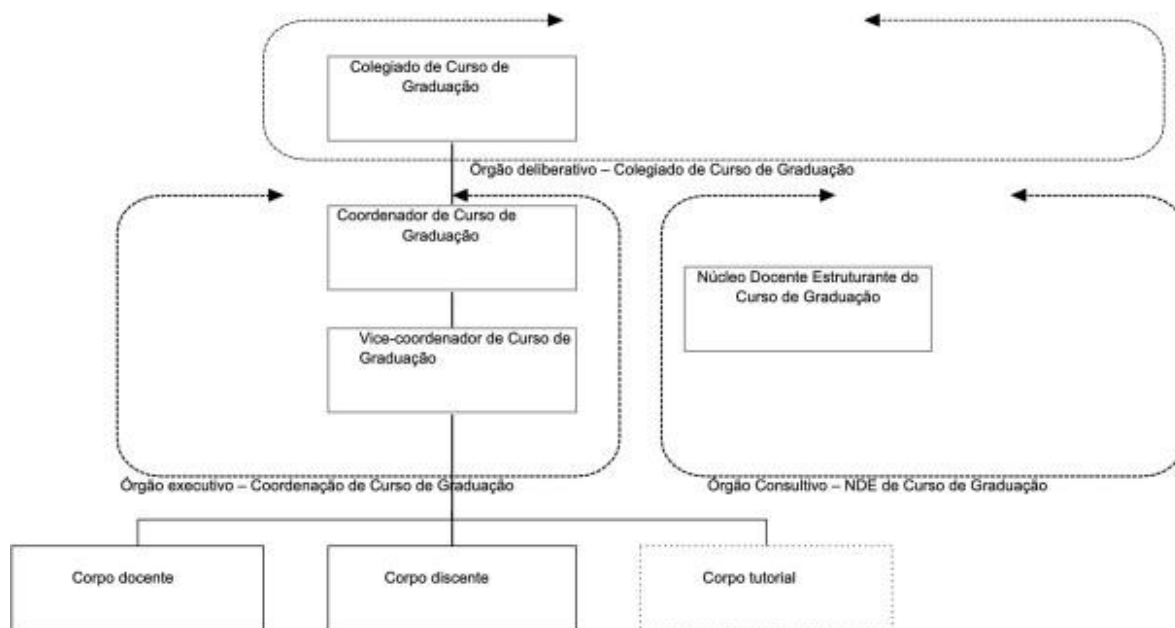 Colegiado de Curso de
Graduação
Órgão deliberativo – Colegiado de Curso de Graduação
Coordenador de Curso de
Graduação
Núcleo Docente Estruturante do
Curso de Graduação
Vice-coordenador de Curso de
Graduação
Órgão executivo – Coordenação de Curso de Graduação
Órgão Consultivo – NDE de Curso de Graduação
Corpo docente
Corpo discente
Corpo tutorial